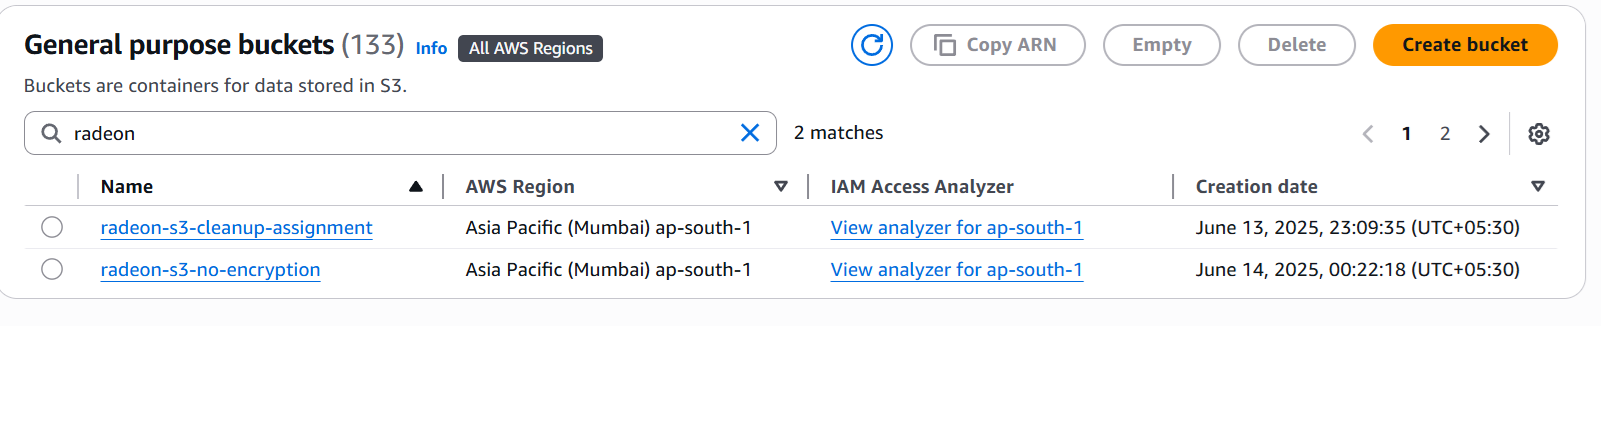 General purpose buckets (133) Info All AWS Regions
Copy ARN Empty Delete Create bucket
Buckets are containers for data stored in S3.
radeon 2 matches 1 2
Name AWS Region IAM Access Analyzer Creation date
radeon-s3-cleanup-assignment Asia Pacific (Mumbai) ap-south-1 View analyzer for ap-south-1 June 13, 2025, 23:09:35 (UTC+05:30)
radeon-s3-no-encryption Asia Pacific (Mumbai) ap-south-1 View analyzer for ap-south-1 June 14, 2025, 00:22:18 (UTC+05:30)